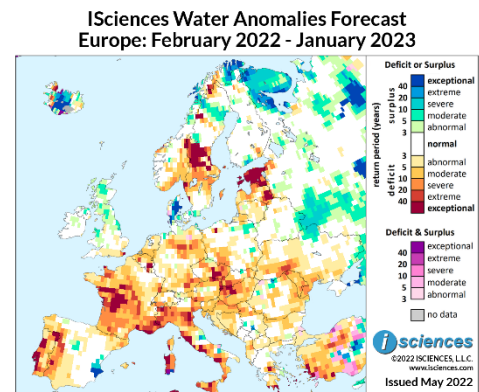 ISciences Water Anomalies Forecast
Europe: February 2022 - January 2023
Deficit or Surplus
return period (years)
surplus
deficit
exceptional
40
extreme
20
severe
10
moderate
5
abnormal
3
normal
3
abnormal
5
moderate
10
severe
20
extreme
40
exceptional
Deficit & Surplus
exceptional
40
extreme
20
severe
10
moderate
5
abnormal
3
no data
isciences
©2022 ISCIENCES, L.L.C.
www.isciences.com
Issued May 2022